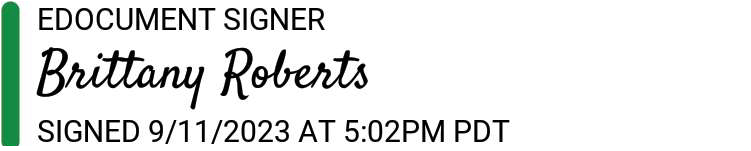 EDOCUMENT SIGNER
Brittany Roberts
SIGNED 9/11/2023 AT 5:02PM PDT